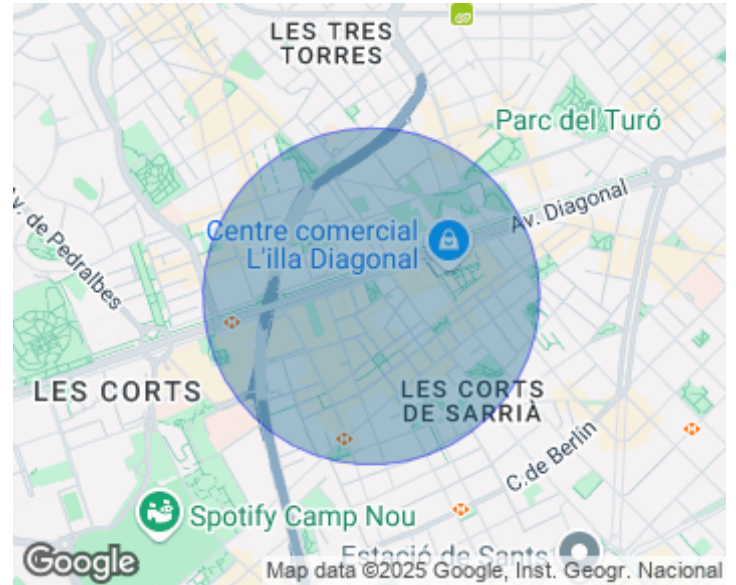 LES TRES
TORRES
Parc del Turó
Av. Diagonal
Centre comercial
L'illa Diagonal
Av. de Pedralbes
LES CORTS
LES CORTS
DE SARRIÀ
C. de Berlín
Spotify Camp Nou
Estació de Sants
Google
Map data ©2025 Google, Inst. Geogr. Nacional